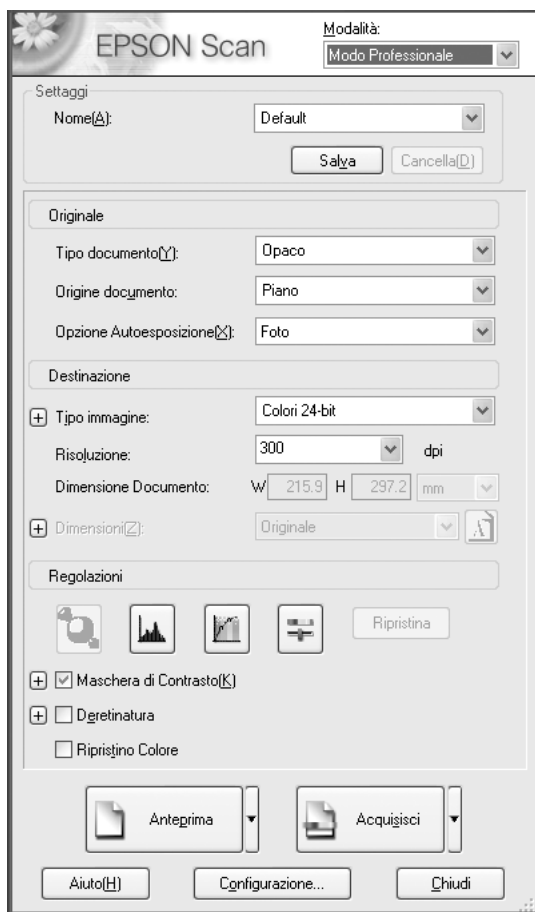 EPSON Scan
Modalità:
Modo Professionale
Settaggi
Nome(A): Default
Salva Cancella(D)
Originale
Tipo documento(Y): Opaco
Origine documento: Piano
Opzione Autoesposizione(X): Foto
Destinazione
Tipo immagine: Colori 24-bit
Risoluzione: 300 dpi
Dimensione Documento: W 215.9 H 297.2 mm
Dimensioni(Z): Originale
Regolazioni
Ripristina
Maschera di Contrasto(K)
Deretinatura
Ripristino Colore
Anteprima Acquisisci
Aiuto(H) Configurazione... Chiudi